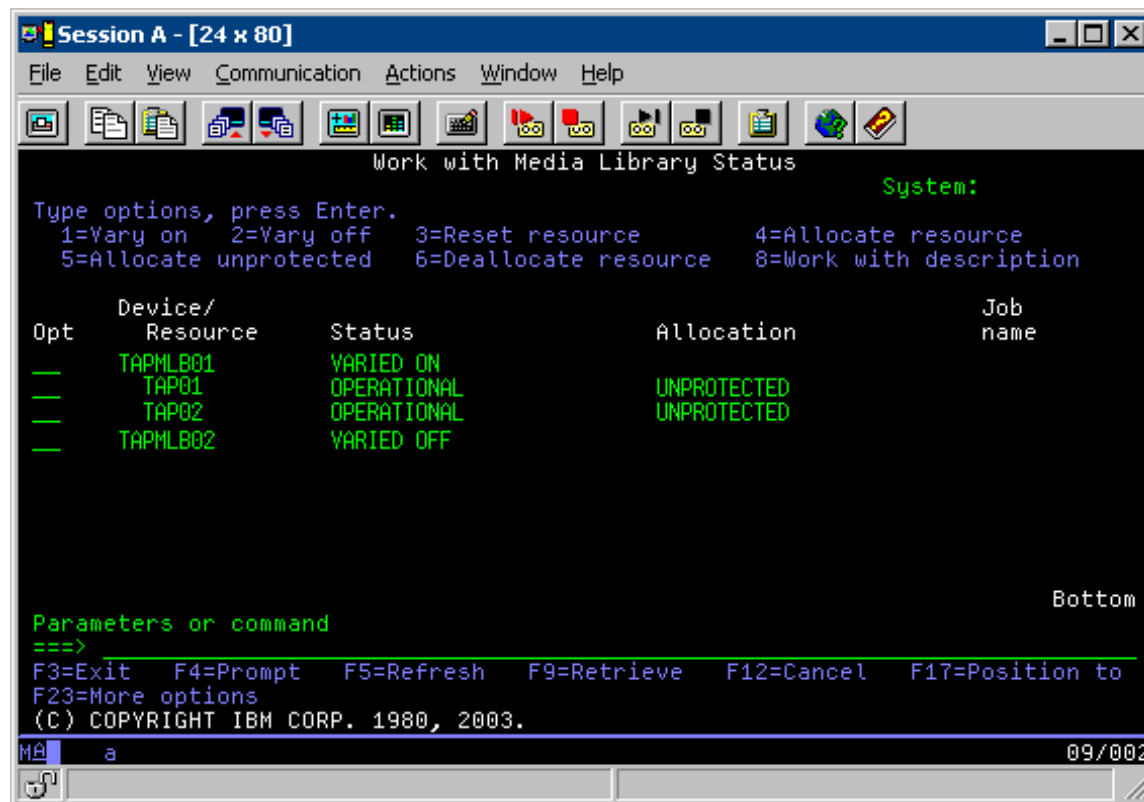 Session A - [24 x 80]
File Edit View Communication Actions Window Help
Work with Media Library Status
System:
Type options, press Enter.
1=Vary on 2=Vary off 3=Reset resource 4=Allocate resource
5=Allocate unprotected 6=Deallocate resource 8=Work with description
Device/ Job
Opt Resource Status Allocation name
TAPMLB01 VARIED ON
TAP01 OPERATIONAL UNPROTECTED
TAP02 OPERATIONAL UNPROTECTED
TAPMLB02 VARIED OFF
Bottom
Parameters or command
===>
F3=Exit F4=Prompt F5=Refresh F9=Retrieve F12=Cancel F17=Position to
F23=More options
(C) COPYRIGHT IBM CORP. 1980, 2003.
MA a 09/002